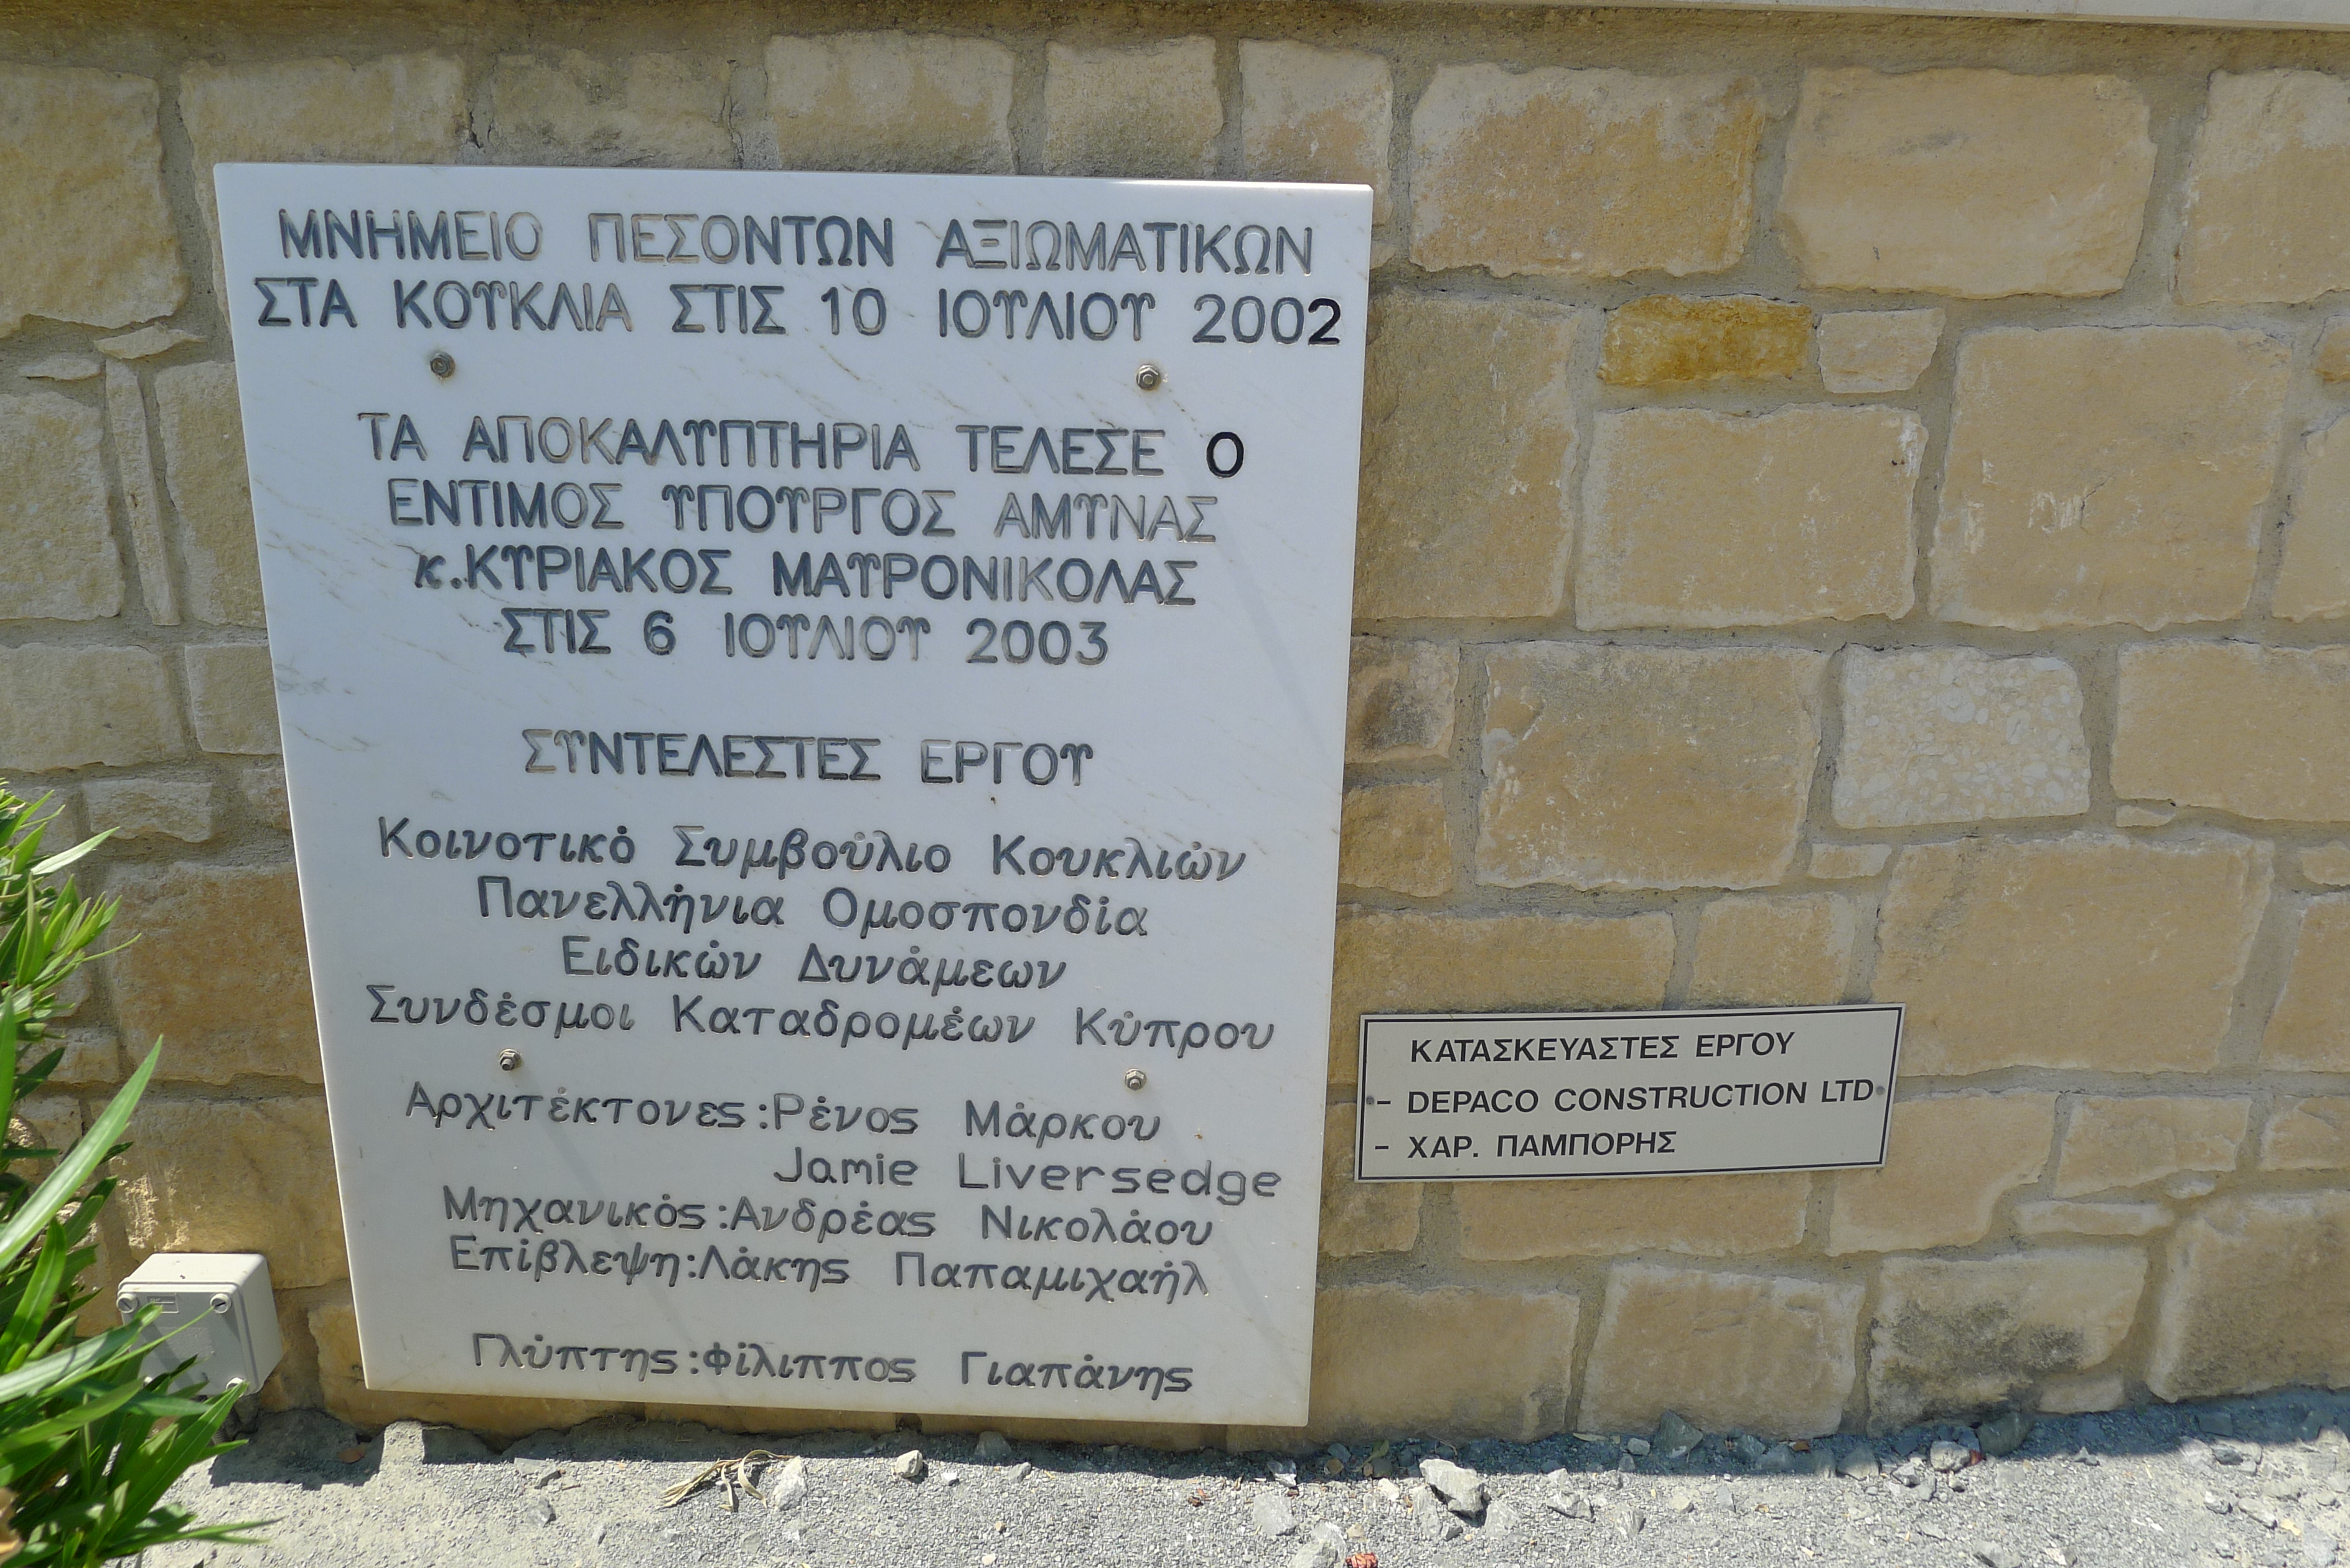 ΜΝΗΜΕΙΟ ΠΕΣΟΝΤΩΝ ΑΞΙΩΜΑΤΙΚΩΝ
ΣΤΑ ΚΟΥΚΛΙΑ ΣΤΙΣ 10 ΙΟΥΛΙΟΥ 2002
ΤΑ ΑΠΟΚΑΛΥΠΤΗΡΙΑ ΤΕΛΕΣΕ Ο
ΕΝΤΙΜΟΣ ΥΠΟΥΡΓΟΣ ΑΜΥΝΑΣ
κ.ΚΥΡΙΑΚΟΣ ΜΑΥΡΟΝΙΚΟΛΑΣ
ΣΤΙΣ 6 ΙΟΥΛΙΟΥ 2003
ΣΥΝΤΕΛΕΣΤΕΣ ΕΡΓΟΥ
Κοινοτικό Συμβούλιο Κουκλιών
Πανελλήνια Ομοσπονδία
Ειδικών Δυνάμεων
Συνδέσμοι Καταδρομέων Κύπρου
Αρχιτέκτονες:Ρένος Μάρκου
Jamie Liversedge
Μηχανικός:Ανδρέας Νικολάου
Επίβλεψη:Λάκης Παπαμιχαήλ
Γλύπτης:Φίλιππος Γιαπάνης
ΚΑΤΑΣΚΕΥΑΣΤΕΣ ΕΡΓΟΥ
- DEPACO CONSTRUCTION LTD
- ΧΑΡ. ΠΑΜΠΟΡΗΣ